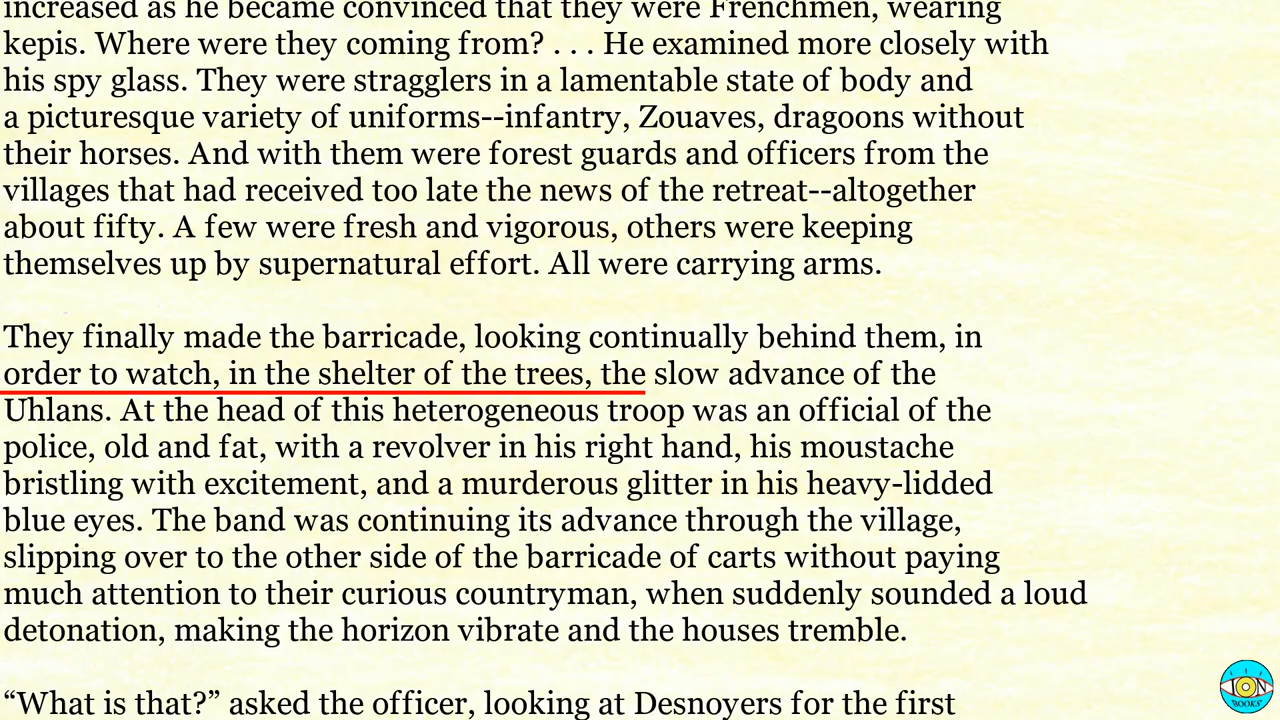 increased as he became convinced that they were Frenchmen, wearing
kepis. Where were they coming from? . . . He examined more closely with
his spy glass. They were stragglers in a lamentable state of body and
a picturesque variety of uniforms--infantry, Zouaves, dragoons without
their horses. And with them were forest guards and officers from the
villages that had received too late the news of the retreat--altogether
about fifty. A few were fresh and vigorous, others were keeping
themselves up by supernatural effort. All were carrying arms.
They finally made the barricade, looking continually behind them, in
order to watch, in the shelter of the trees, the slow advance of the
Uhlans. At the head of this heterogeneous troop was an official of the
police, old and fat, with a revolver in his right hand, his moustache
bristling with excitement, and a murderous glitter in his heavy-lidded
blue eyes. The band was continuing its advance through the village,
slipping over to the other side of the barricade of carts without paying
much attention to their curious countryman, when suddenly sounded a loud
detonation, making the horizon vibrate and the houses tremble.
“What is that?” asked the officer, looking at Desnoyers for the first
ION
BOOKS